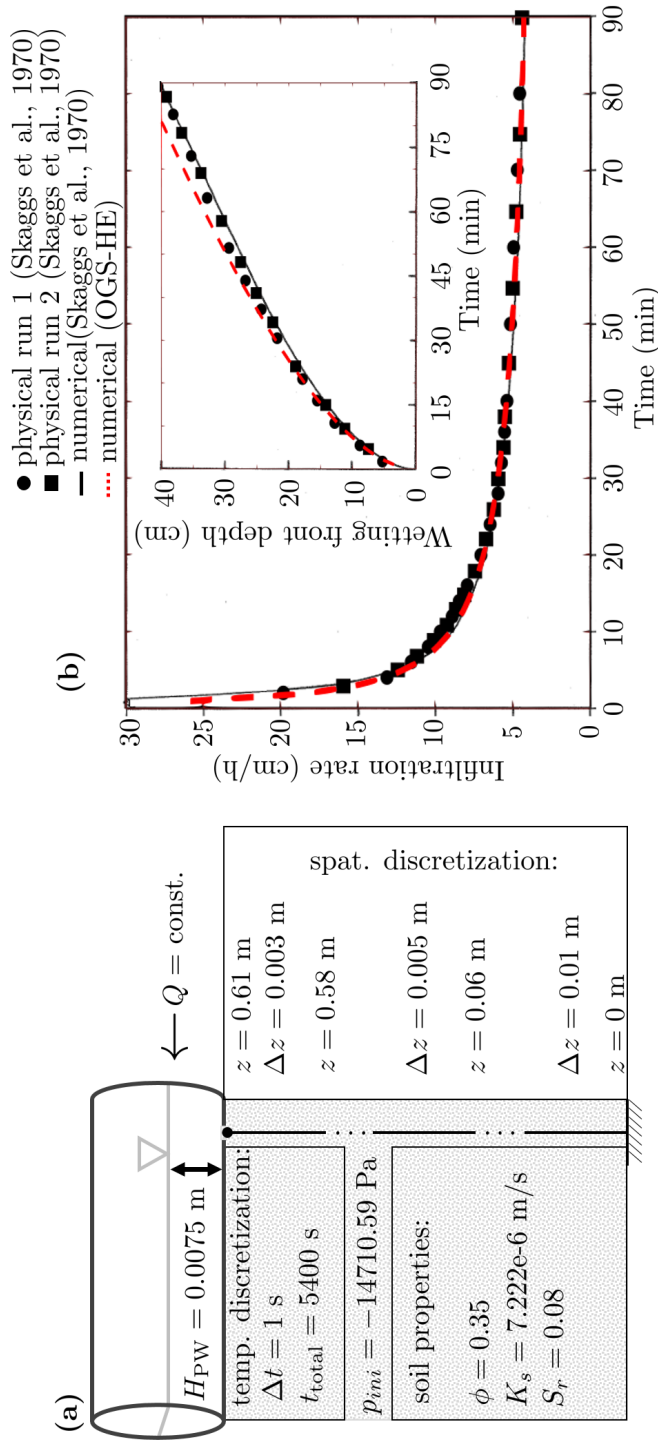 (a)
Q = const.
H_PW = 0.0075 m
temp. discretization:
Δt = 1 s
t_total = 5400 s
p_ini = −14710.59 Pa
soil properties:
ϕ = 0.35
K_s = 7.222e-6 m/s
S_r = 0.08
z = 0.61 m
Δz = 0.003 m
z = 0.58 m
Δz = 0.005 m
z = 0.06 m
Δz = 0.01 m
z = 0 m
spat. discretization:
(b)
physical run 1 (Skaggs et al., 1970)
physical run 2 (Skaggs et al., 1970)
numerical(Skaggs et al., 1970)
numerical (OGS-HE)
Infiltration rate (cm/h)
30
25
20
15
10
5
0
0 10 20 30 40 50 60 70 80 90
Time (min)
Wetting front depth (cm)
40
30
20
10
0
0 15 30 45 60 75 90
Time (min)